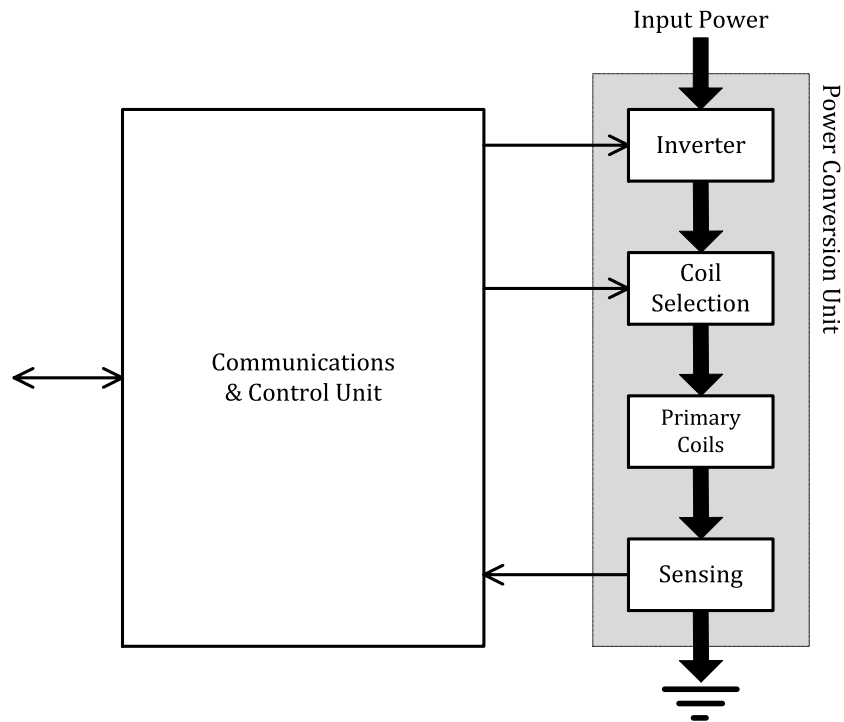 Input Power
Power Conversion Unit
Inverter
Coil
Selection
Communications
& Control Unit
Primary
Coils
Sensing